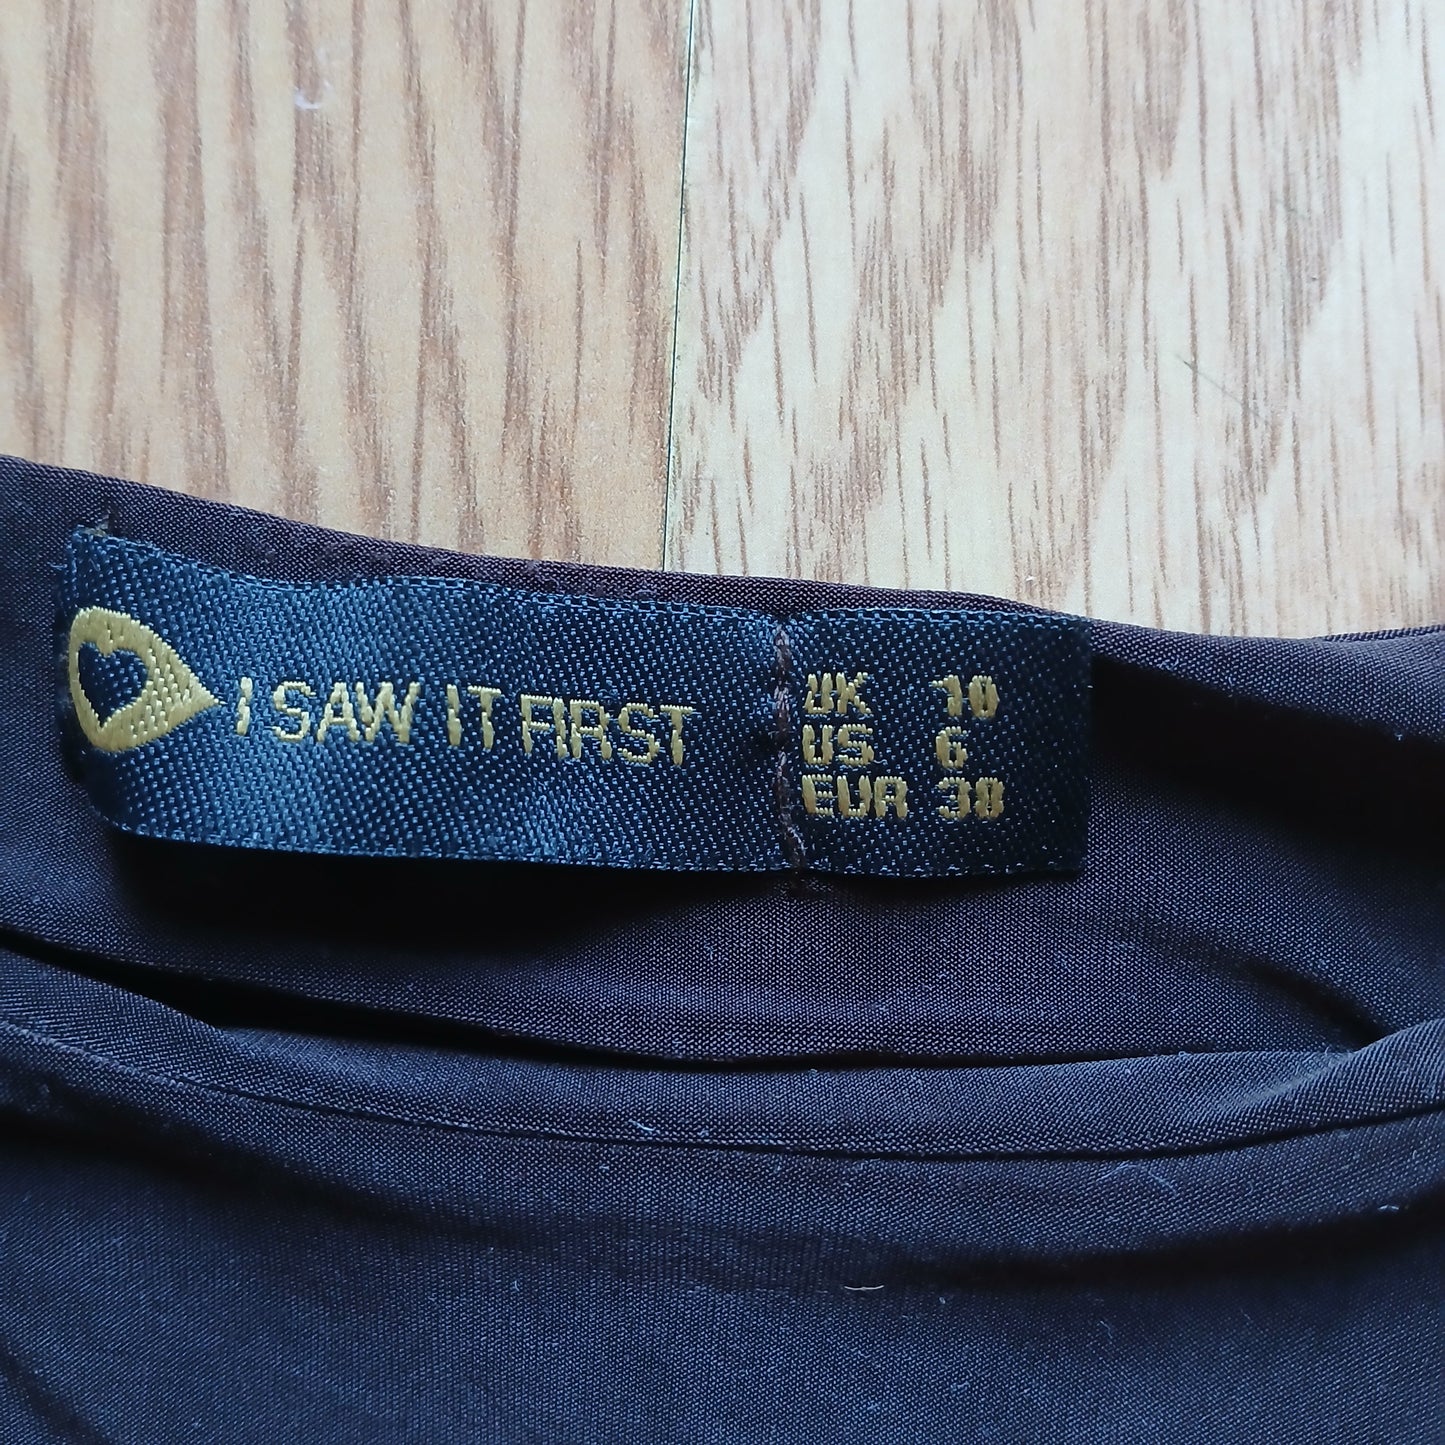 I SAW IT FIRST
UK 10
US 6
EUR 38